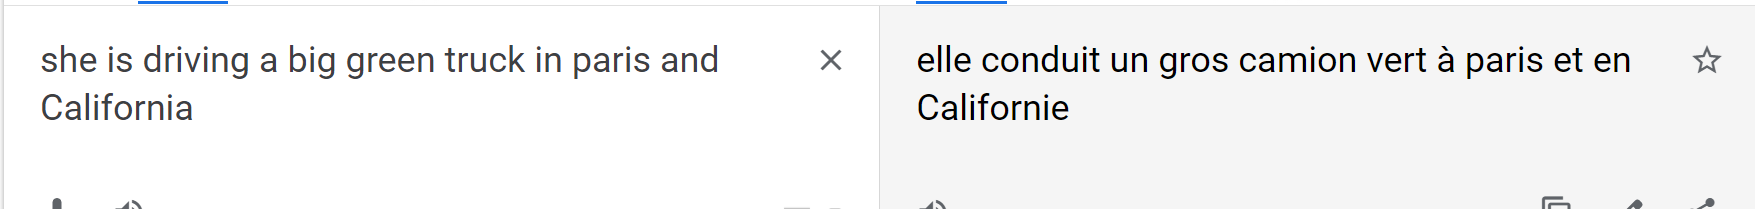 she is driving a big green truck in paris and
California
elle conduit un gros camion vert à paris et en
Californie